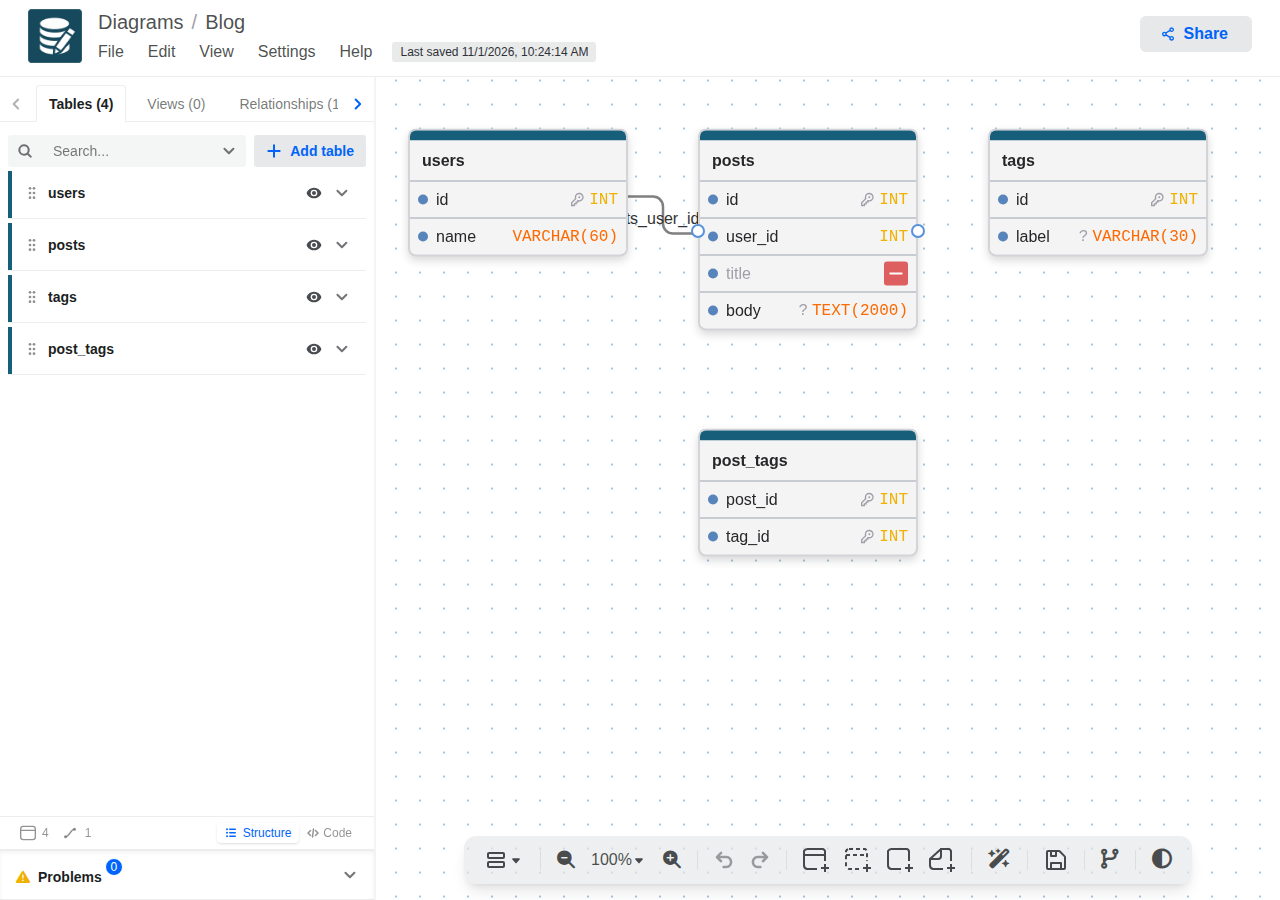 Diagrams / Blog
File Edit View Settings Help Last saved 11/1/2026, 10:24:14 AM
Share
Tables (4) Views (0) Relationships (1
Search... Add table
users
posts
tags
post_tags
4 1 Structure Code
Problems 0
users
id INT
name VARCHAR(60)
ts_user_id
posts
id INT
user_id INT
title
body ? TEXT(2000)
tags
id INT
label ? VARCHAR(30)
post_tags
post_id INT
tag_id INT
100%